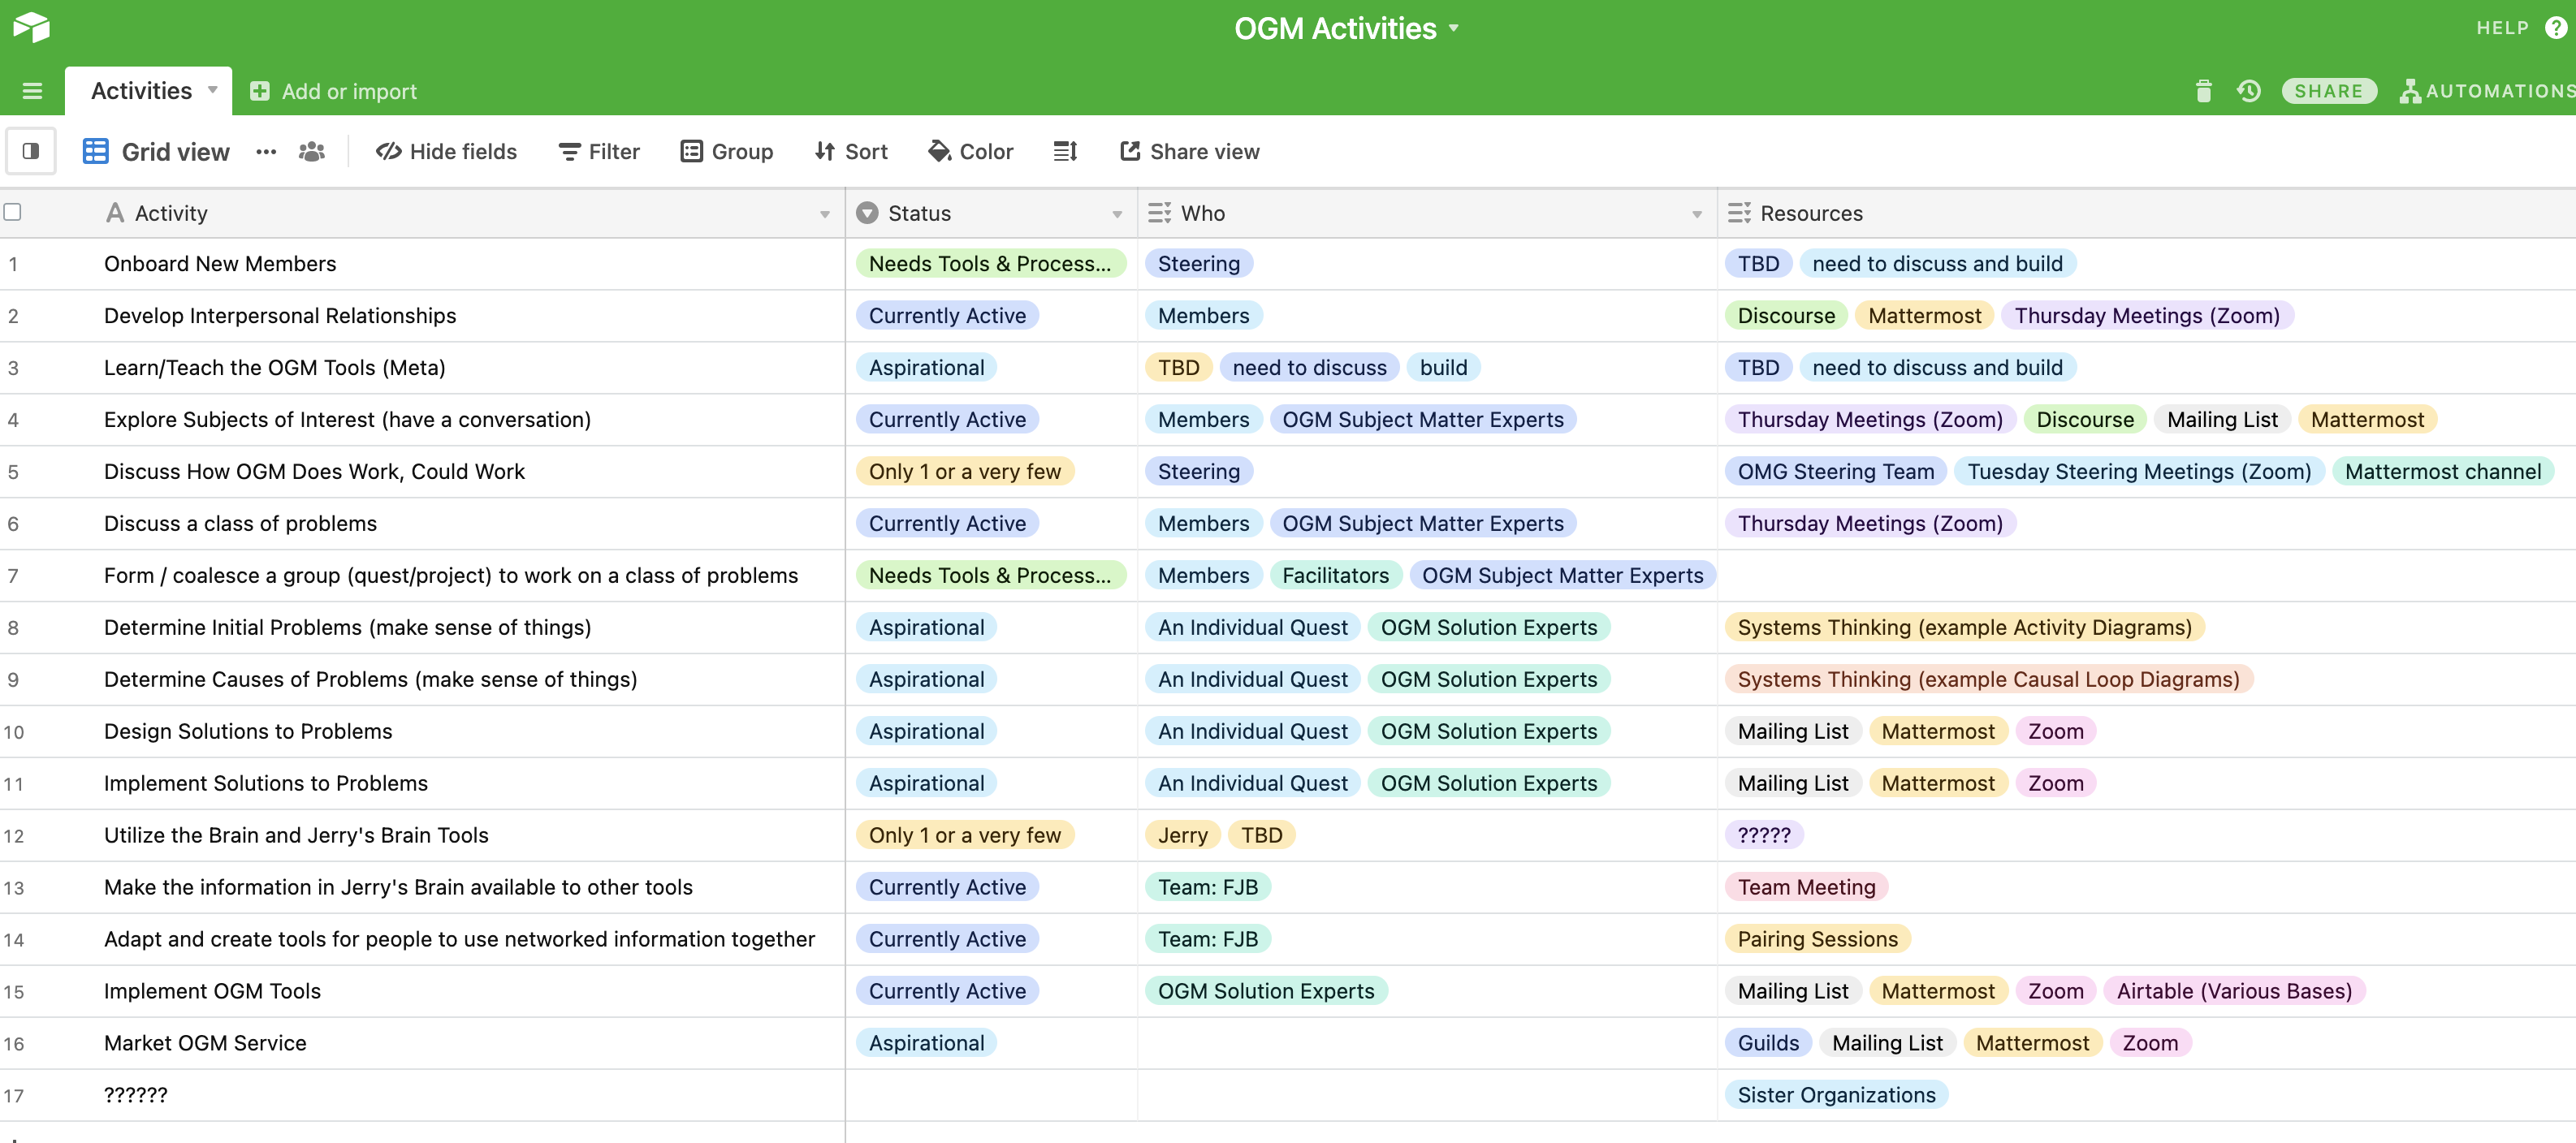 OGM Activities
HELP ?
Activities Add or import SHARE AUTOMATIONS
Grid view Hide fields Filter Group Sort Color Share view
Activity Status Who Resources
1 Onboard New Members Needs Tools & Process... Steering TBD need to discuss and build
2 Develop Interpersonal Relationships Currently Active Members Discourse Mattermost Thursday Meetings (Zoom)
3 Learn/Teach the OGM Tools (Meta) Aspirational TBD need to discuss build TBD need to discuss and build
4 Explore Subjects of Interest (have a conversation) Currently Active Members OGM Subject Matter Experts Thursday Meetings (Zoom) Discourse Mailing List Mattermost
5 Discuss How OGM Does Work, Could Work Only 1 or a very few Steering OMG Steering Team Tuesday Steering Meetings (Zoom) Mattermost channel
6 Discuss a class of problems Currently Active Members OGM Subject Matter Experts Thursday Meetings (Zoom)
7 Form / coalesce a group (quest/project) to work on a class of problems Needs Tools & Process... Members Facilitators OGM Subject Matter Experts
8 Determine Initial Problems (make sense of things) Aspirational An Individual Quest OGM Solution Experts Systems Thinking (example Activity Diagrams)
9 Determine Causes of Problems (make sense of things) Aspirational An Individual Quest OGM Solution Experts Systems Thinking (example Causal Loop Diagrams)
10 Design Solutions to Problems Aspirational An Individual Quest OGM Solution Experts Mailing List Mattermost Zoom
11 Implement Solutions to Problems Aspirational An Individual Quest OGM Solution Experts Mailing List Mattermost Zoom
12 Utilize the Brain and Jerry's Brain Tools Only 1 or a very few Jerry TBD ?????
13 Make the information in Jerry's Brain available to other tools Currently Active Team: FJB Team Meeting
14 Adapt and create tools for people to use networked information together Currently Active Team: FJB Pairing Sessions
15 Implement OGM Tools Currently Active OGM Solution Experts Mailing List Mattermost Zoom Airtable (Various Bases)
16 Market OGM Service Aspirational Guilds Mailing List Mattermost Zoom
17 ?????? Sister Organizations